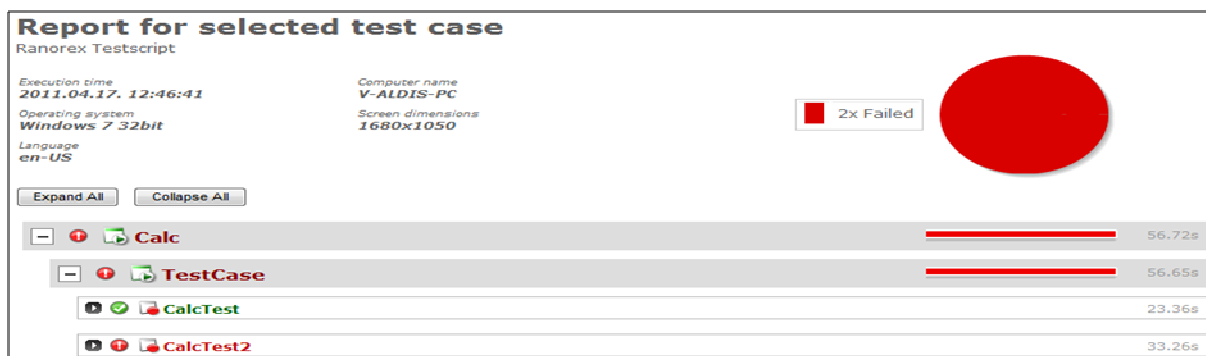 Report for selected test case
Ranorex Testscript
Execution time
2011.04.17. 12:46:41
Computer name
V-ALDIS-PC
Operating system
Windows 7 32bit
Screen dimensions
1680x1050
Language
en-US
2x Failed
Expand All Collapse All
Calc 56.72s
TestCase 56.65s
CalcTest 23.36s
CalcTest2 33.26s